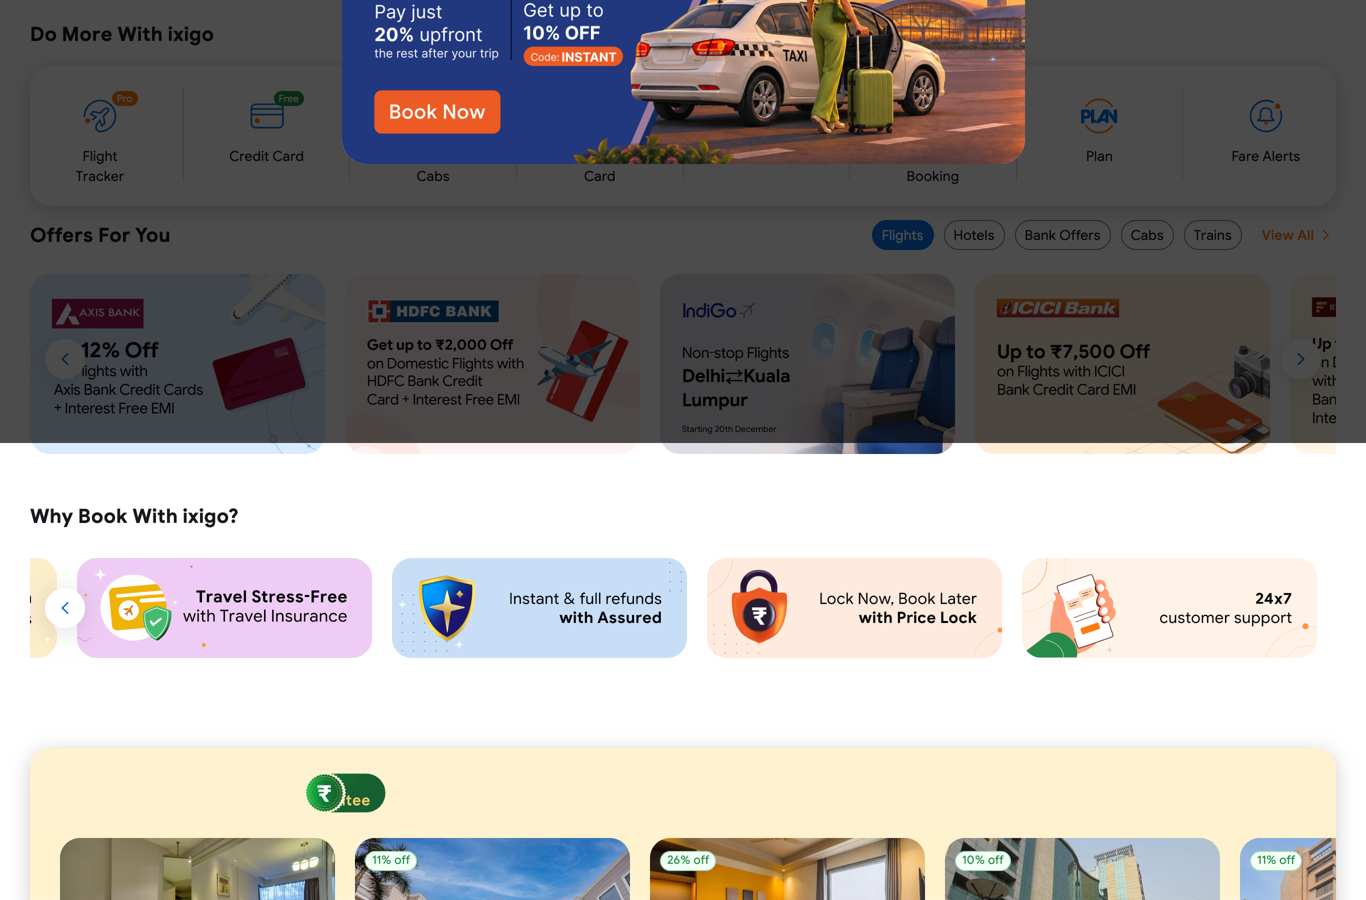 Pay just
20% upfront
the rest after your trip
Get up to
10% OFF
Code: INSTANT
Book Now
TAXI
Do More With ixigo
Pro
Flight
Tracker
Free
Credit Card
Cabs
Card
Booking
PLAN
Plan
Fare Alerts
Offers For You
Flights
Hotels
Bank Offers
Cabs
Trains
View All
AXIS BANK
12% Off
with
Axis Bank Credit Cards
+ Interest Free EMI
HDFC BANK
Get up to ₹2,000 Off
on Domestic Flights with
HDFC Bank Credit
Card + Interest Free EMI
IndiGo
Non-stop Flights
Delhi⇄Kuala
Lumpur
Starting 20th December
ICICI Bank
Up to ₹7,500 Off
on Flights with ICICI
Bank Credit Card EMI
Why Book With ixigo?
Travel Stress-Free
with Travel Insurance
Instant & full refunds
with Assured
₹
Lock Now, Book Later
with Price Lock
24x7
customer support
₹
11% off
26% off
10% off
11% off